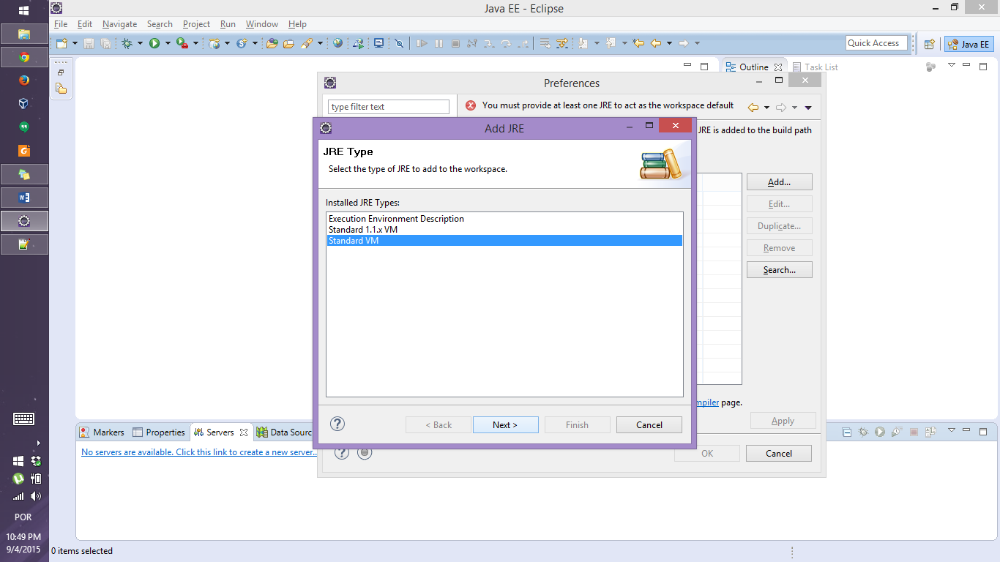 Java EE - Eclipse
File Edit Navigate Search Project Run Window Help
Quick Access
Java EE
Outline
Task List
Preferences
type filter text
You must provide at least one JRE to act as the workspace default
Add JRE
JRE is added to the build path
JRE Type
Select the type of JRE to add to the workspace.
Installed JRE Types:
Execution Environment Description
Standard 1.1.x VM
Standard VM
Add...
Edit...
Duplicate...
Remove
Search...
mpiler page.
Apply
< Back
Next >
Finish
Cancel
OK
Cancel
Markers
Properties
Servers
Data Sourc
No servers are available. Click this link to create a new server..
POR
10:49 PM
9/4/2015
0 items selected